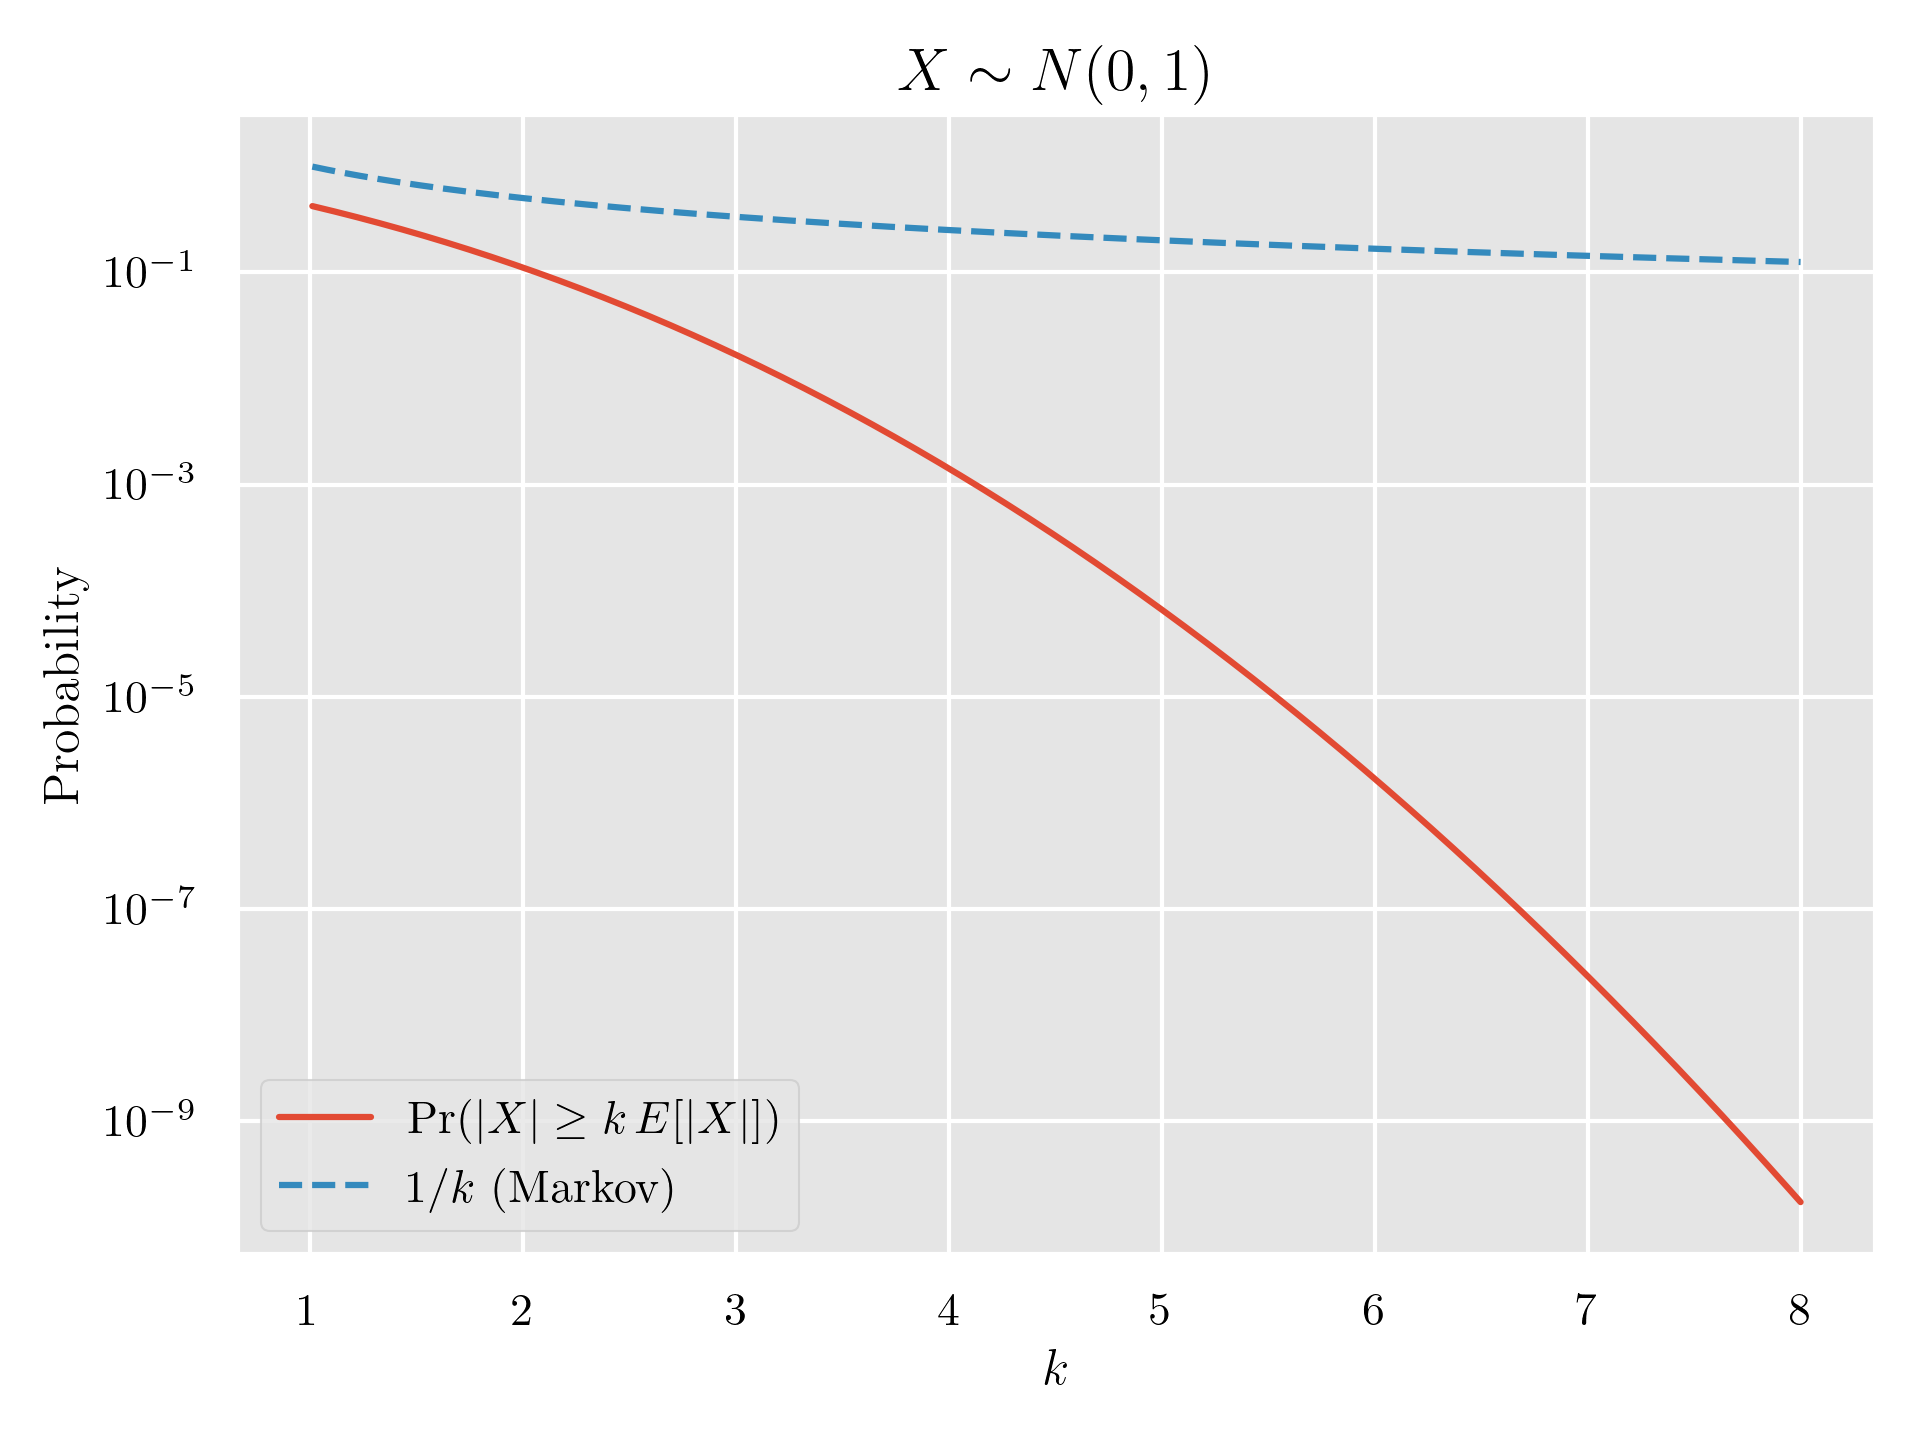 X ∼ N(0, 1)
Probability
10⁻¹
10⁻³
10⁻⁵
10⁻⁷
10⁻⁹
Pr(|X| ≥ k E[|X|])
1/k (Markov)
1 2 3 4 5 6 7 8
k